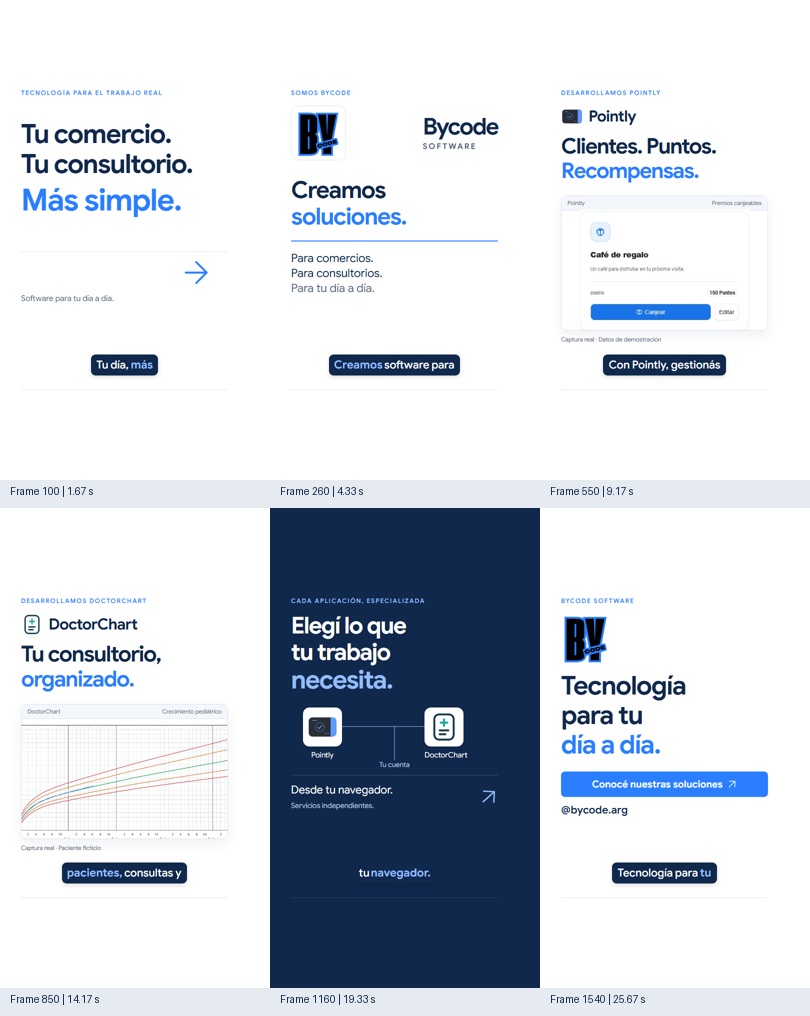 TECNOLOGÍA PARA EL TRABAJO REAL
Tu comercio.
Tu consultorio.
Más simple.
Software para tu día a día.
Tu día, más
Frame 100 | 1.67 s
SOMOS BYCODE
BY CODE
Bycode
SOFTWARE
Creamos
soluciones.
Para comercios.
Para consultorios.
Para tu día a día.
Creamos software para
Frame 260 | 4.33 s
DESARROLLAMOS POINTLY
Pointly
Clientes. Puntos.
Recompensas.
Pointly
Premios canjeables
Café de regalo
Un café para disfrutar en tu próxima visita.
COSTO
150 Puntos
Canjear
Editar
Captura real · Datos de demostración
Con Pointly, gestionás
Frame 550 | 9.17 s
DESARROLLAMOS DOCTORCHART
DoctorChart
Tu consultorio,
organizado.
DoctorChart
Crecimiento pediátrico
Captura real · Paciente ficticio
pacientes, consultas y
Frame 850 | 14.17 s
CADA APLICACIÓN, ESPECIALIZADA
Elegí lo que
tu trabajo
necesita.
Pointly
DoctorChart
Tu cuenta
Desde tu navegador.
Servicios independientes.
tu navegador.
Frame 1160 | 19.33 s
BYCODE SOFTWARE
BY CODE
Tecnología
para tu
día a día.
Conocé nuestras soluciones
@bycode.arg
Tecnología para tu
Frame 1540 | 25.67 s